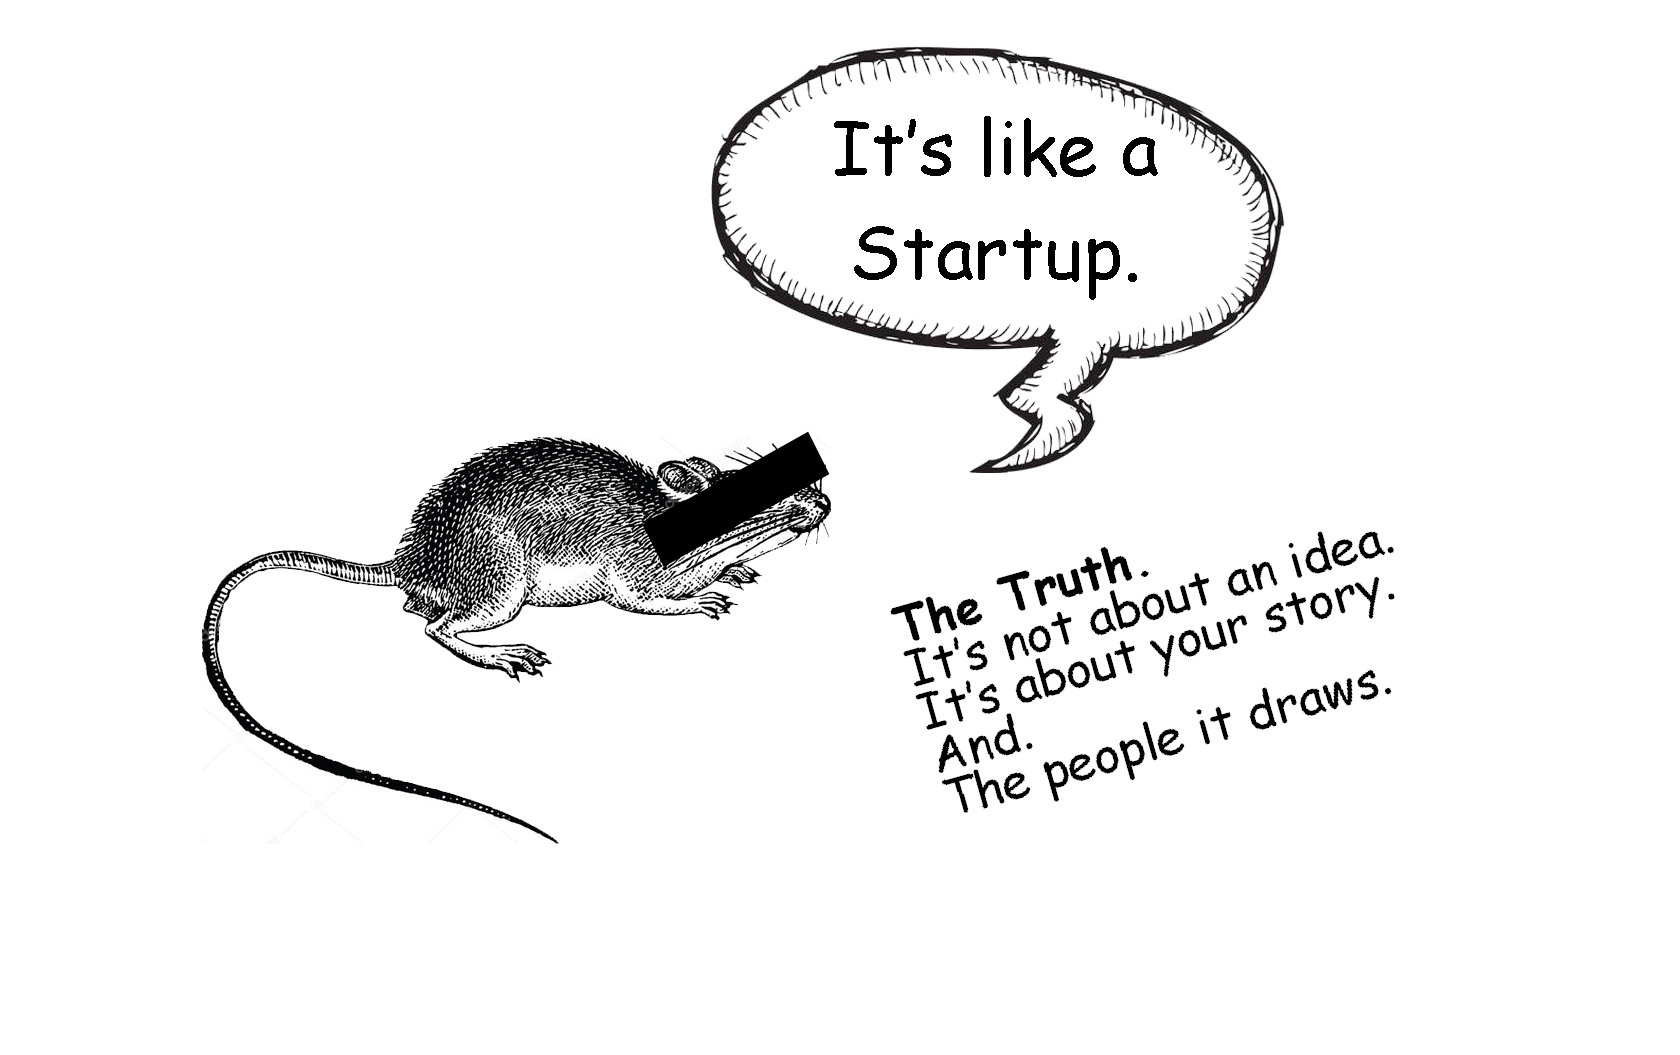 It’s like a
Startup.
The Truth.
It's not about an idea.
It's about your story.
And.
The people it draws.